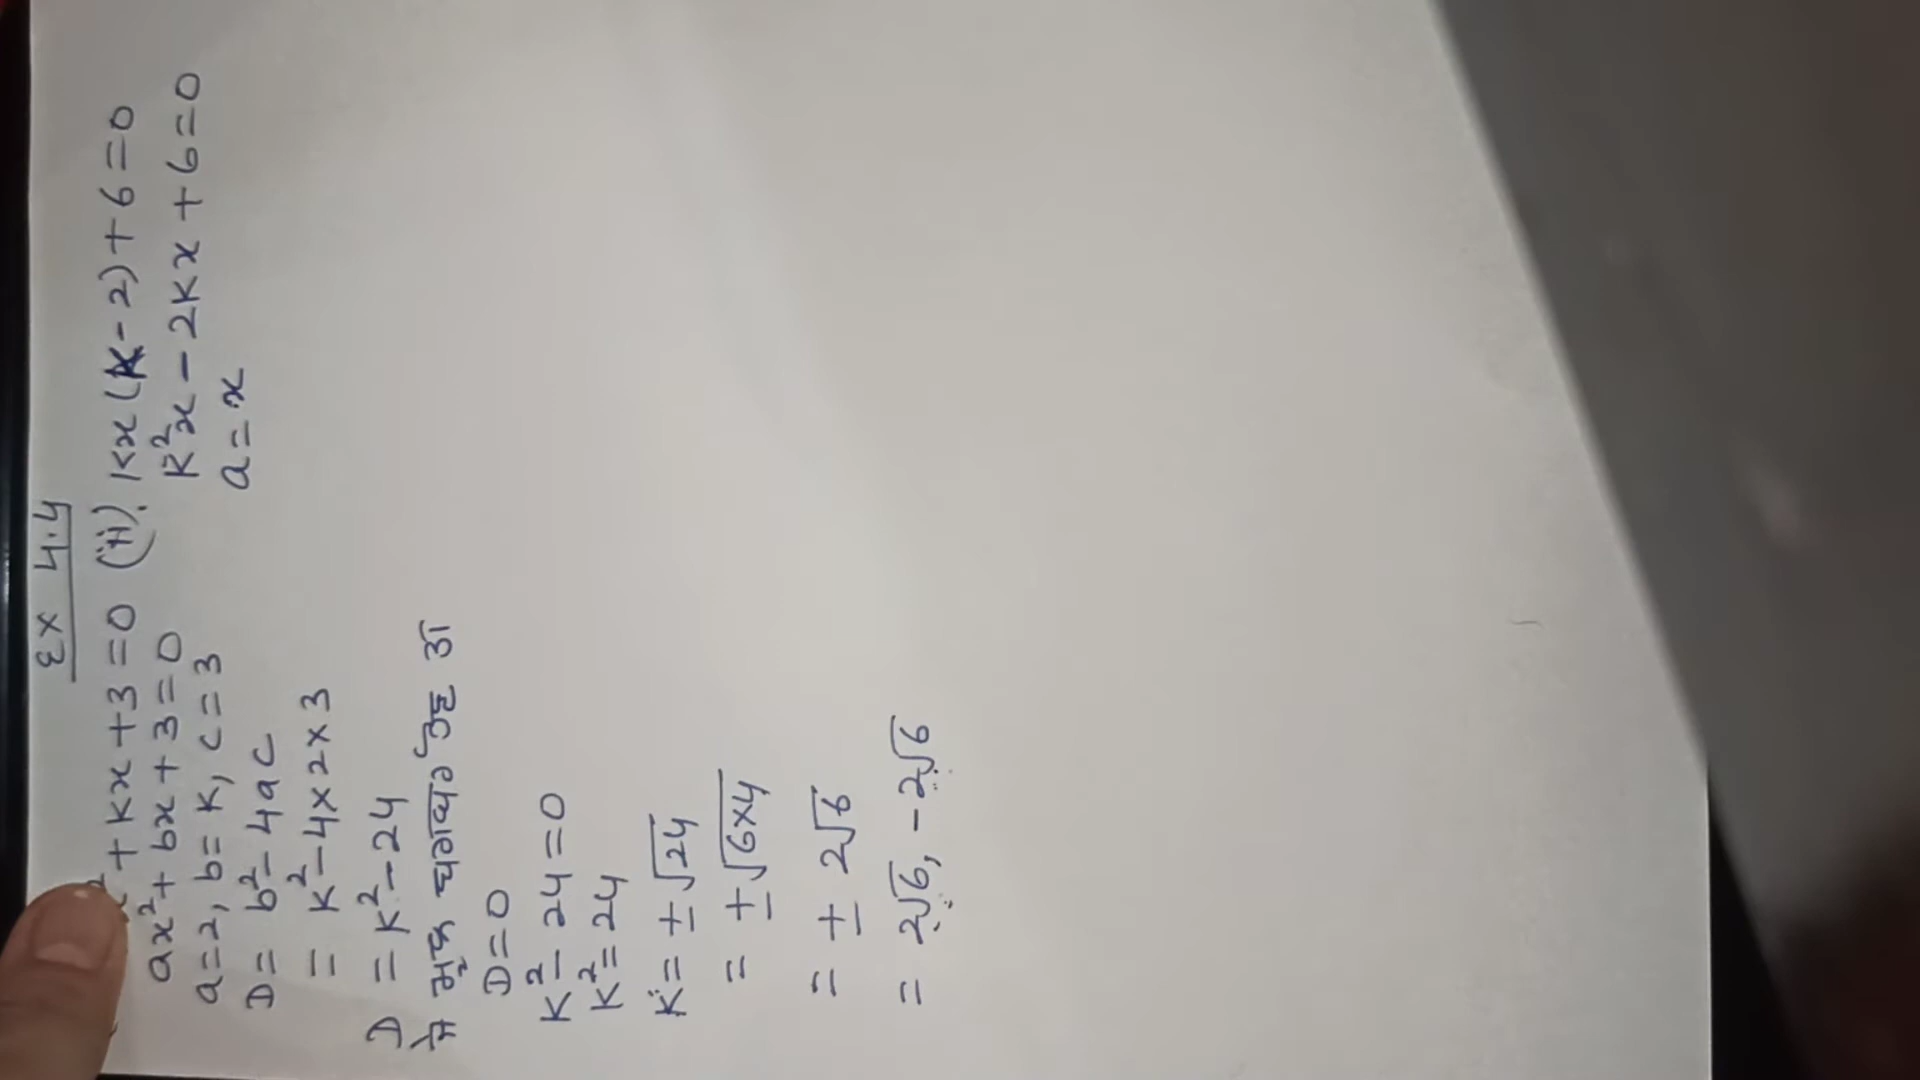 Ex 4.4
x² + Kx + 3 = 0
ax² + bx + 3 = 0
a = 2, b = K, c = 3
D = b² - 4ac
= K² - 4 x 2 x 3
D = K² - 24
D = 0
K² - 24 = 0
K² = 24
K = ± √24
= ± √6x4
= ± 2√6
= 2√6, -2√6
(ii). Kx (K - 2) + 6 = 0
K²x - 2Kx + 6 = 0
a = x